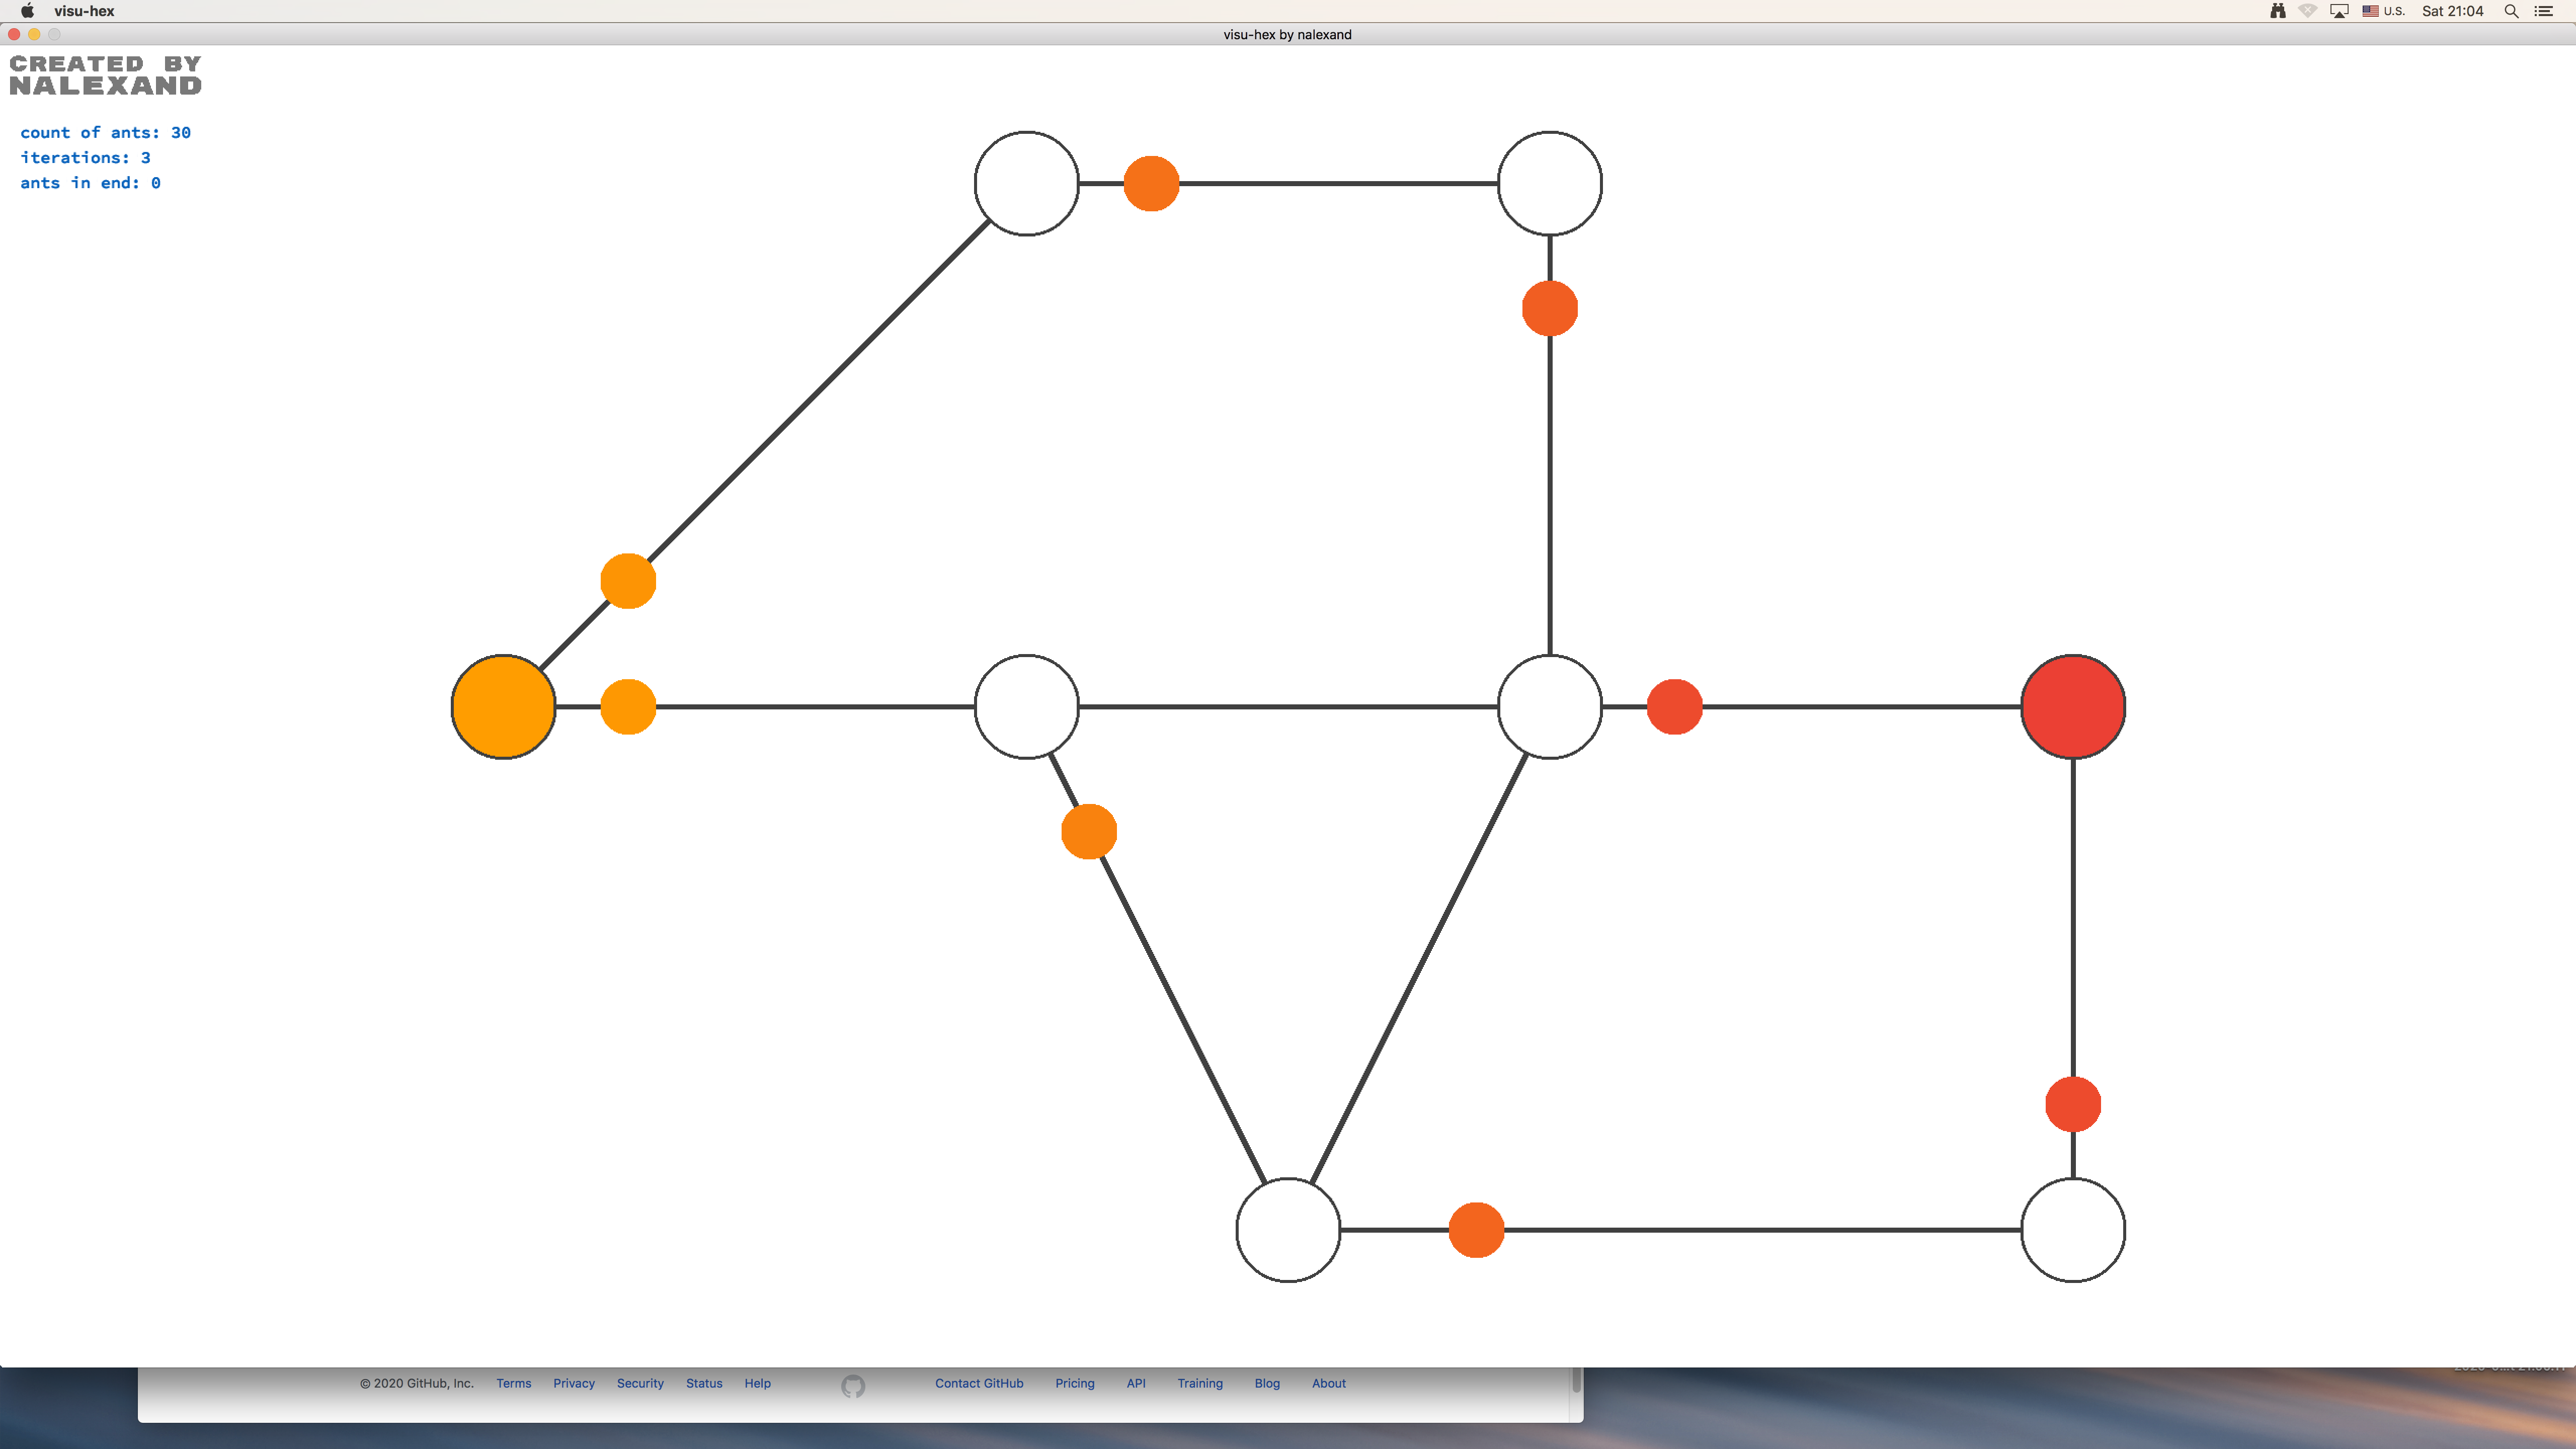 visu-hex
U.S.
Sat 21:04
visu-hex by nalexand
CREATED BY
NALEXAND
count of ants: 30
iterations: 3
ants in end: 0
© 2020 GitHub, Inc. Terms Privacy Security Status Help Contact GitHub Pricing API Training Blog About